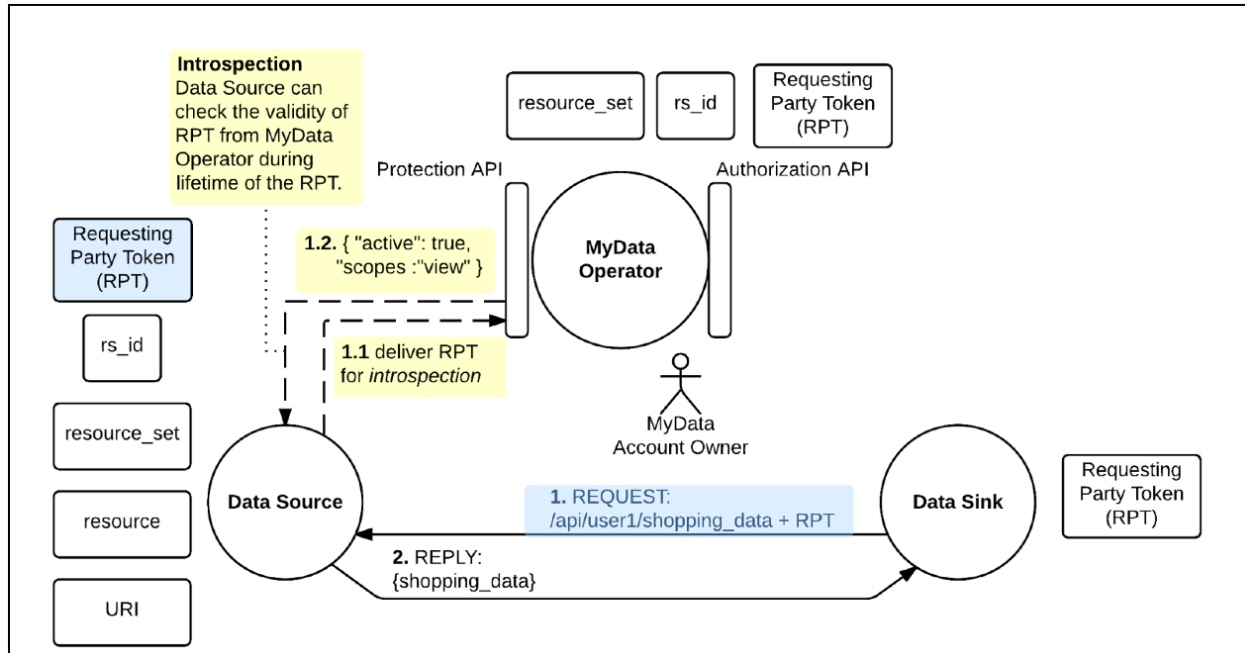 Introspection
Data Source can
check the validity of
RPT from MyData
Operator during
lifetime of the RPT.
resource_set
rs_id
Requesting
Party Token
(RPT)
Protection API
Authorization API
MyData
Operator
Requesting
Party Token
(RPT)
1.2. { "active": true,
"scopes :"view" }
rs_id
1.1 deliver RPT
for introspection
MyData
Account Owner
resource_set
Data Source
1. REQUEST:
/api/user1/shopping_data + RPT
Data Sink
Requesting
Party Token
(RPT)
resource
2. REPLY:
{shopping_data}
URI